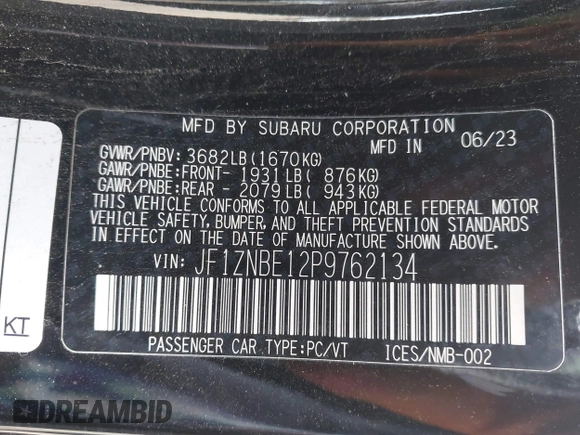 MFD BY SUBARU CORPORATION
MFD IN 06/23
GVWR/PNBV: 3682LB(1670KG)
GAWR/PNBE:FRONT- 1931LB( 876KG)
GAWR/PNBE:REAR - 2079LB( 943KG)
THIS VEHICLE CONFORMS TO ALL APPLICABLE FEDERAL MOTOR
VEHICLE SAFETY, BUMPER, AND THEFT PREVENTION STANDARDS
IN EFFECT ON THE DATE OF MANUFACTURE SHOWN ABOVE.
VIN: JF1ZNBE12P9762134
PASSENGER CAR TYPE:PC/VT ICES/NMB-002
KT
DREAMBID